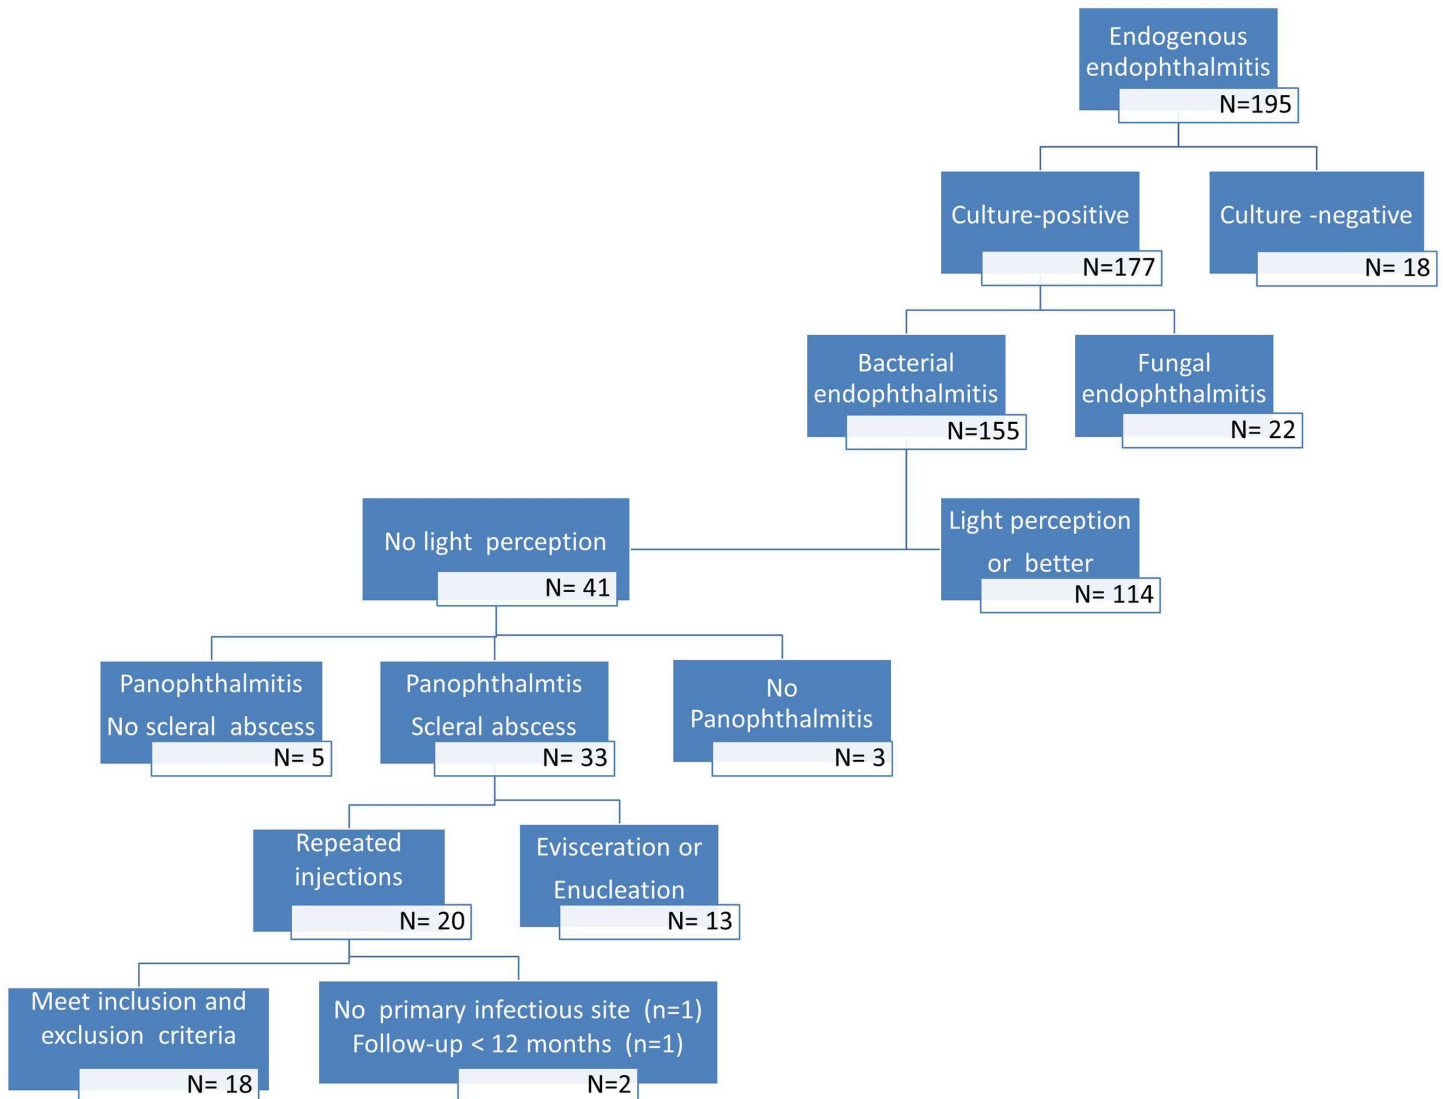 Endogenous
endophthalmitis
N=195
Culture-positive
N=177
Culture -negative
N= 18
Bacterial
endophthalmitis
N=155
Fungal
endophthalmitis
N= 22
No light perception
N= 41
Light perception
or better
N= 114
Panophthalmitis
No scleral abscess
N= 5
Panophthalmtis
Scleral abscess
N= 33
No
Panophthalmitis
N= 3
Repeated
injections
N= 20
Evisceration or
Enucleation
N= 13
Meet inclusion and
exclusion criteria
N= 18
No primary infectious site (n=1)
Follow-up < 12 months (n=1)
N=2